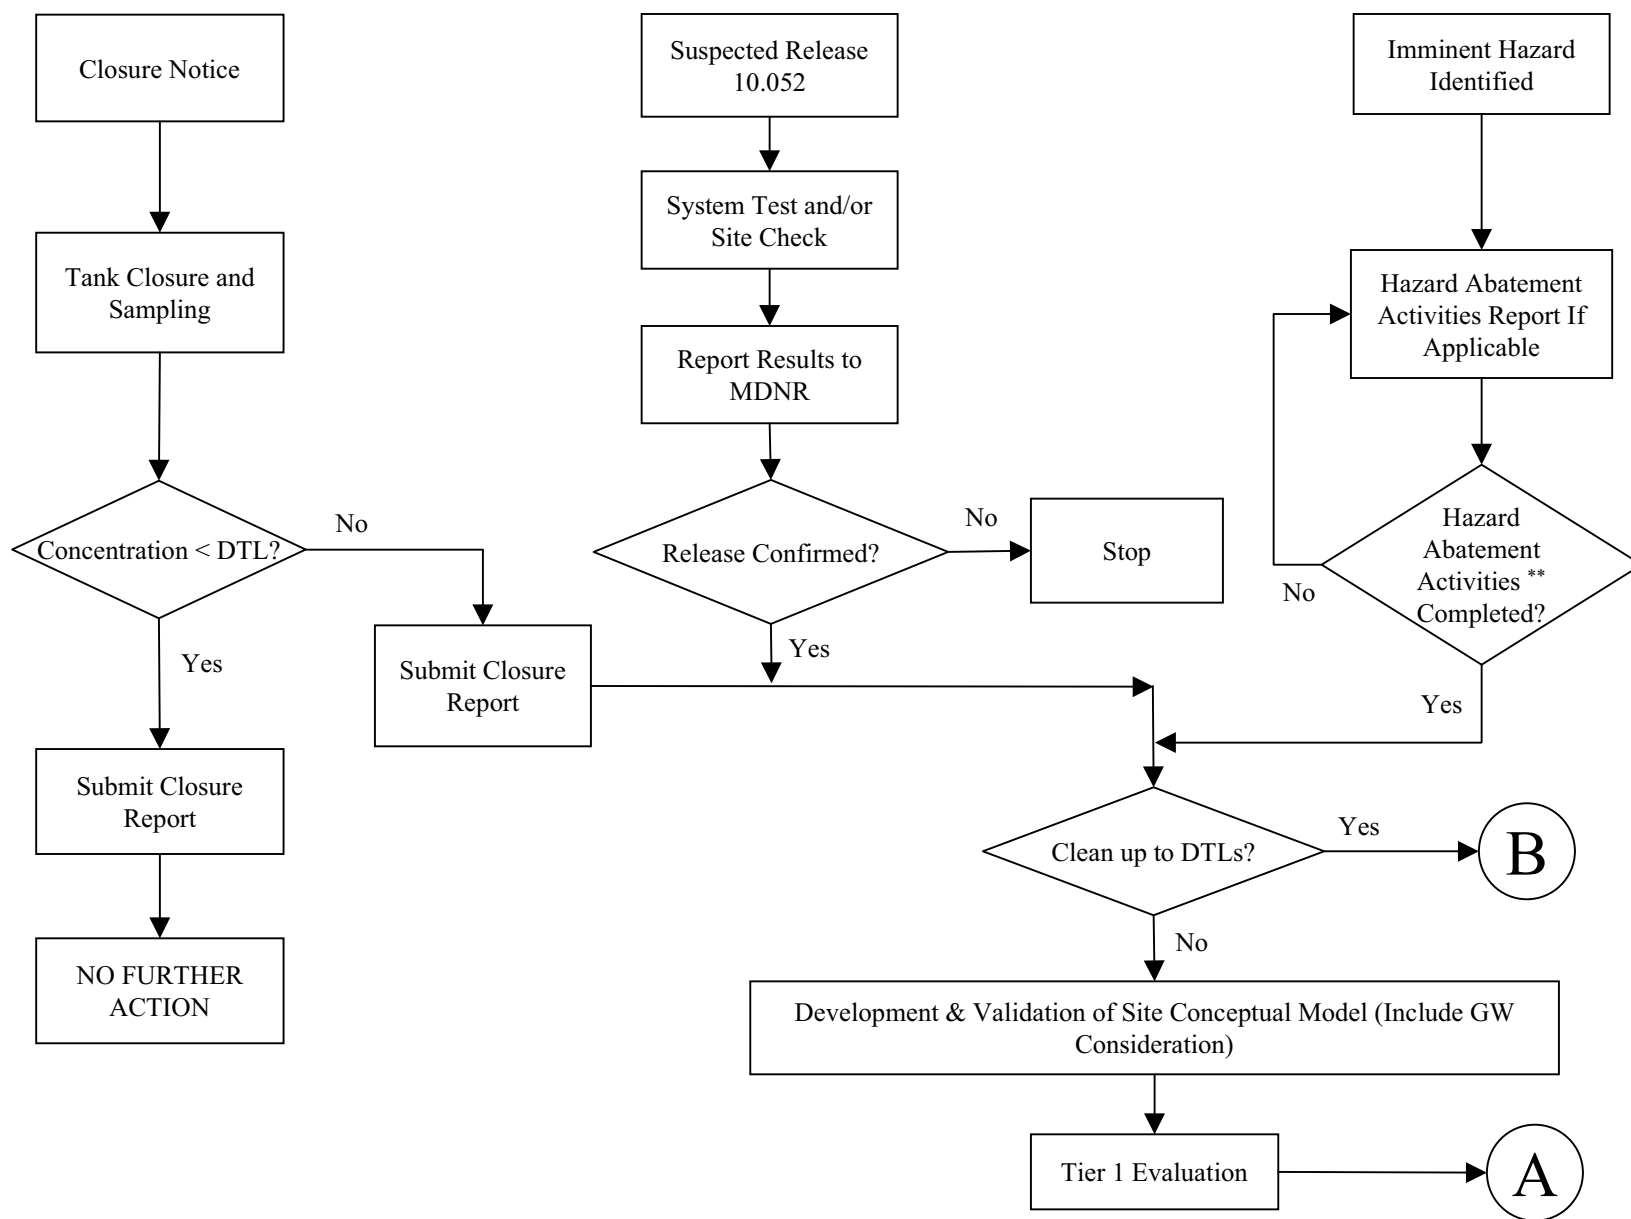 Closure Notice
Suspected Release
10.052
Imminent Hazard
Identified
System Test and/or
Site Check
Tank Closure and
Sampling
Hazard Abatement
Activities Report If
Applicable
Report Results to
MDNR
Concentration < DTL?
No
Release Confirmed?
No
Stop
Hazard
Abatement
Activities **
Completed?
No
Yes
Submit Closure
Report
Yes
Yes
Submit Closure
Report
Clean up to DTLs?
Yes
B
No
NO FURTHER
ACTION
Development & Validation of Site Conceptual Model (Include GW
Consideration)
Tier 1 Evaluation
A